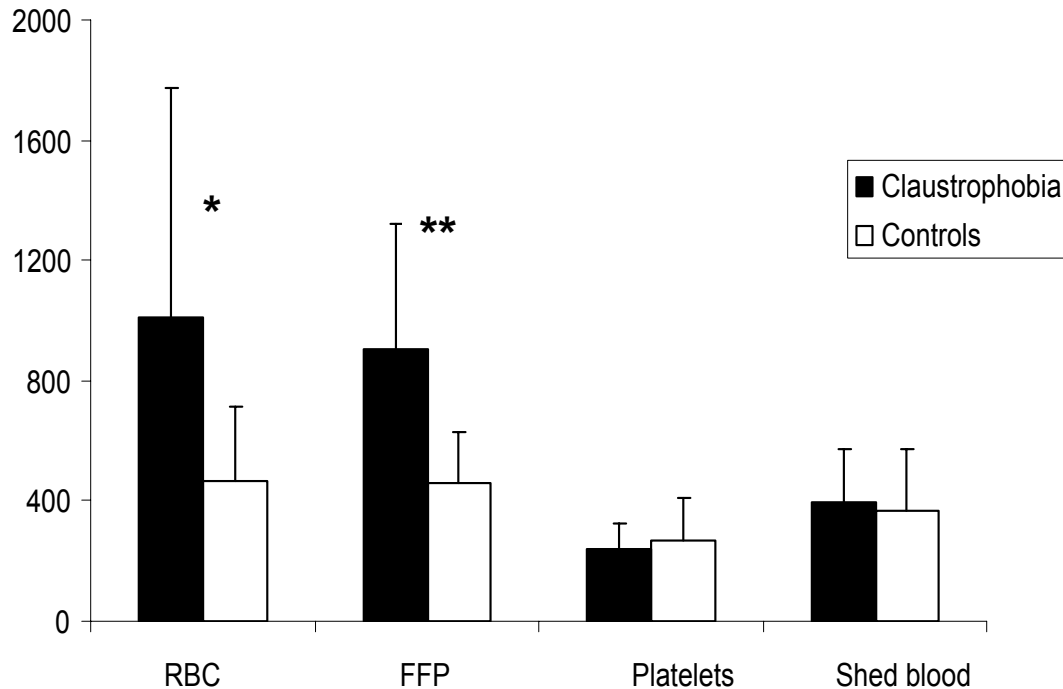 2000
1600
1200
800
400
0
*
**
Claustrophobia
Controls
RBC FFP Platelets Shed blood